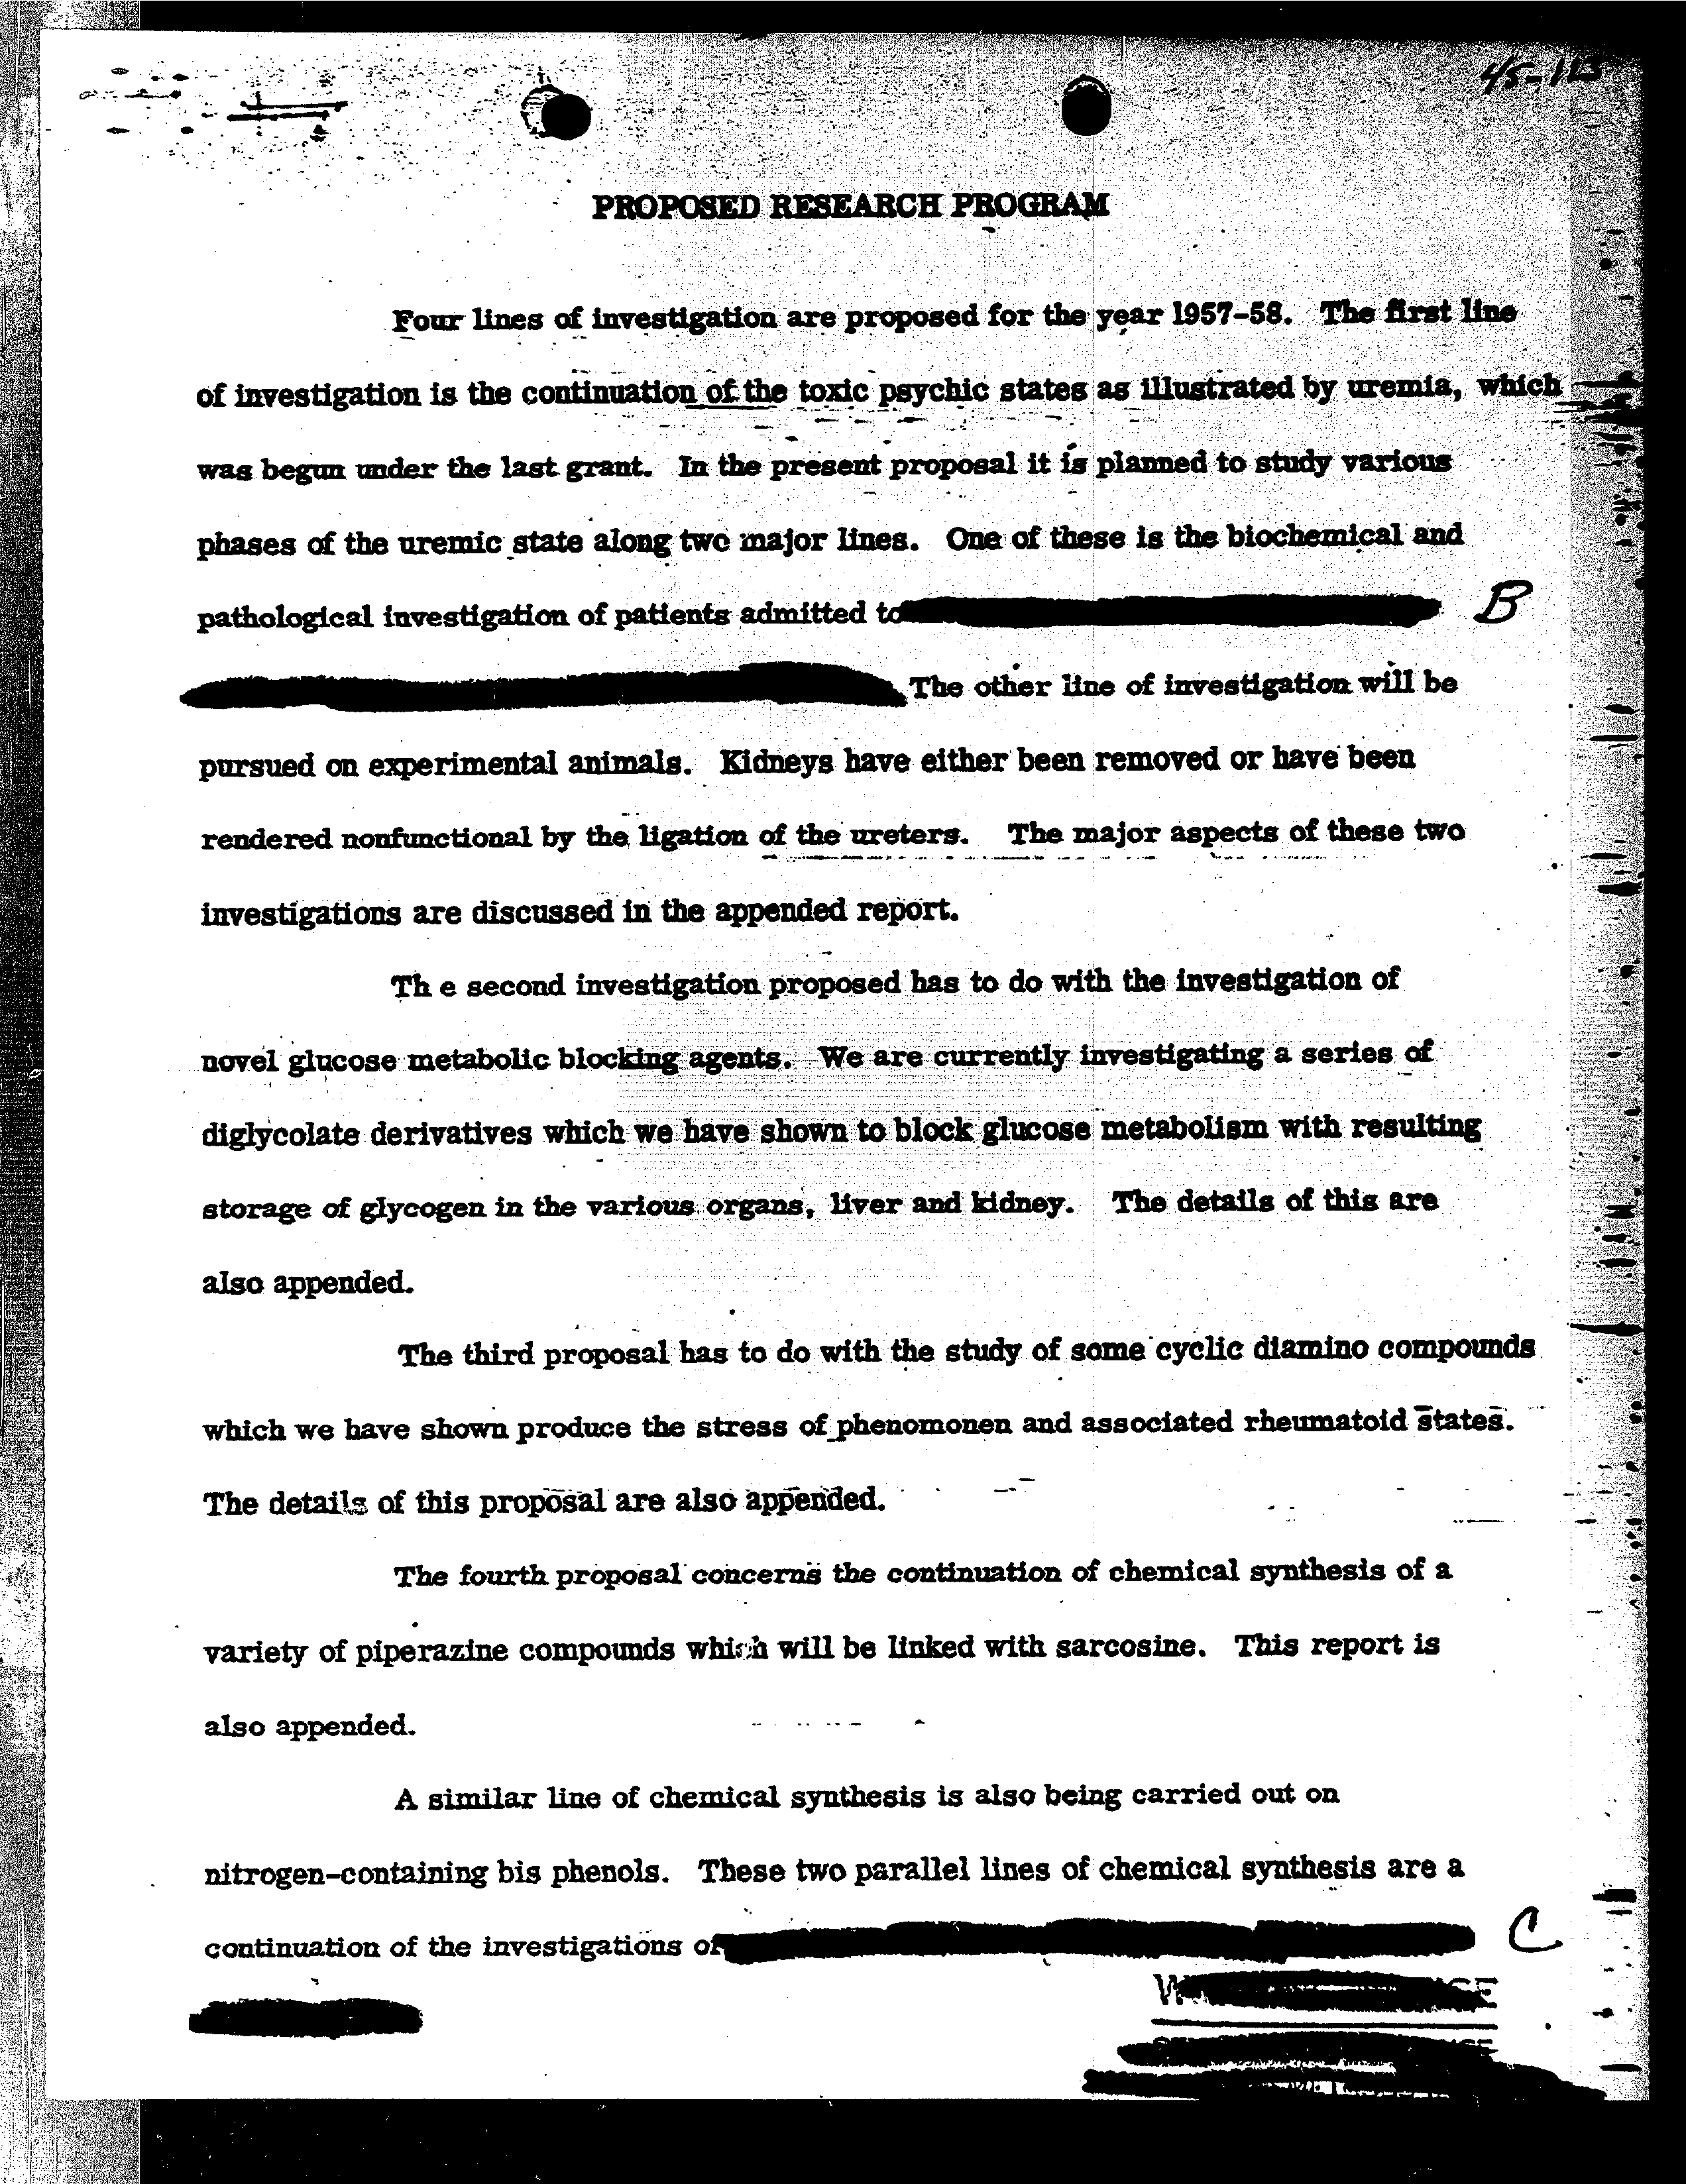 45-113
PROPOSED RESEARCH PROGRAM
Four lines of investigation are proposed for the year 1957-58. The first line
of investigation is the continuation of the toxic psychic states as illustrated by uremia, which
was begun under the last grant. In the present proposal it is planned to study various
phases of the uremic state along two major lines. One of these is the biochemical and
pathological investigation of patients admitted to
B
The other line of investigation will be
pursued on experimental animals. Kidneys have either been removed or have been
rendered nonfunctional by the ligation of the ureters. The major aspects of these two
investigations are discussed in the appended report.
Th e second investigation proposed has to do with the investigation of
novel glucose metabolic blocking agents. We are currently investigating a series of
diglycolate derivatives which we have shown to block glucose metabolism with resulting
storage of glycogen in the various organs, liver and kidney. The details of this are
also appended.
The third proposal has to do with the study of some cyclic diamino compounds
which we have shown produce the stress of phenomonen and associated rheumatoid states.
The details of this proposal are also appended.
The fourth proposal concerns the continuation of chemical synthesis of a
variety of piperazine compounds which will be linked with sarcosine. This report is
also appended.
A similar line of chemical synthesis is also being carried out on
nitrogen-containing bis phenols. These two parallel lines of chemical synthesis are a
continuation of the investigations of
C